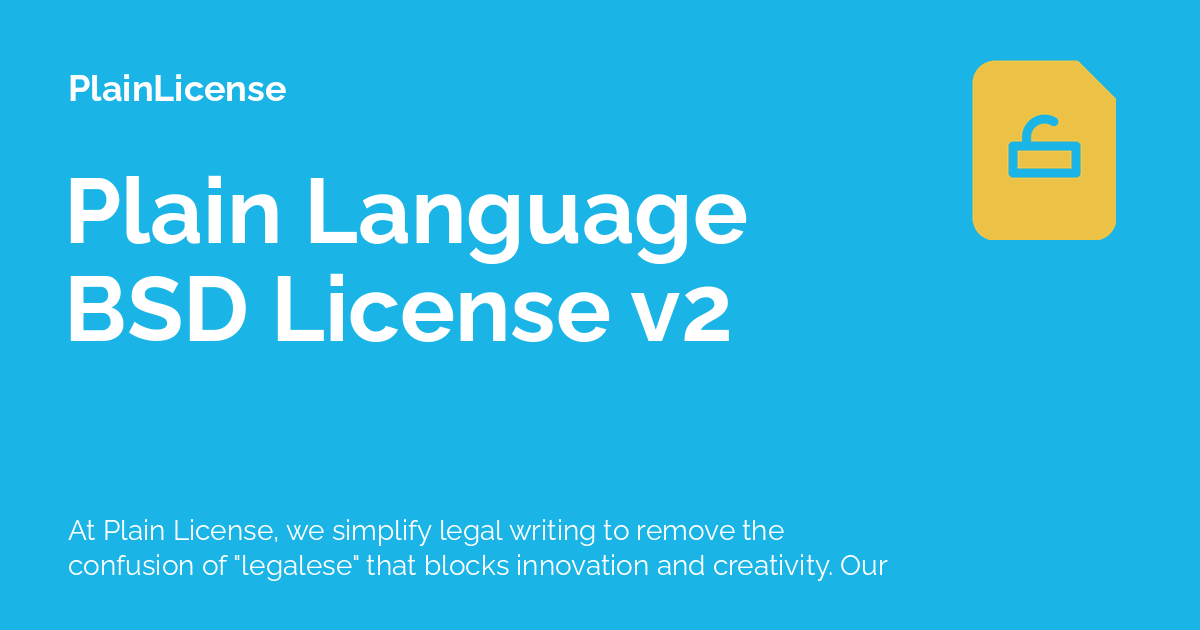 PlainLicense
Plain Language
BSD License v2
At Plain License, we simplify legal writing to remove the
confusion of "legalese" that blocks innovation and creativity. Our